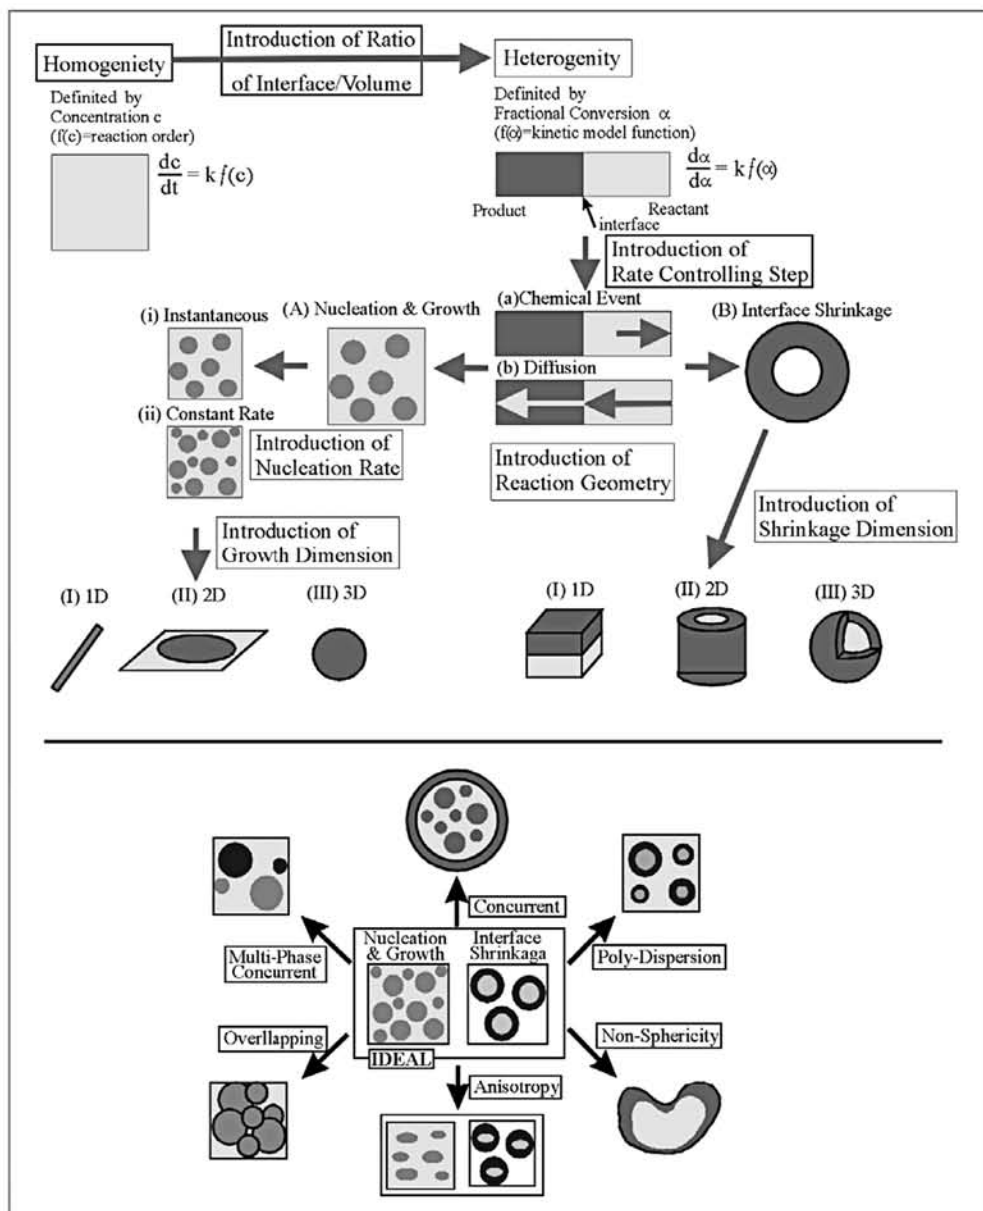 Homogeniety
Introduction of Ratio
of Interface/Volume
Heterogenity
Definited by
Concentration c
(f(c)=reaction order)
dc/dt = k f(c)
Definited by
Fractional Conversion α
(f(α)=kinetic model function)
dα/dα = k f(α)
Product
Reactant
interface
Introduction of
Rate Controlling Step
(a)Chemical Event
(b) Diffusion
(A) Nucleation & Growth
(i) Instantaneous
(ii) Constant Rate
Introduction of
Nucleation Rate
Introduction of
Reaction Geometry
(B) Interface Shrinkage
Introduction of
Shrinkage Dimension
Introduction of
Growth Dimension
(I) 1D
(II) 2D
(III) 3D
(I) 1D
(II) 2D
(III) 3D
Concurrent
Multi-Phase
Concurrent
Nucleation
& Growth
Interface
Shrinkaga
Poly-Dispersion
Overllapping
IDEAL
Non-Sphericity
Anisotropy